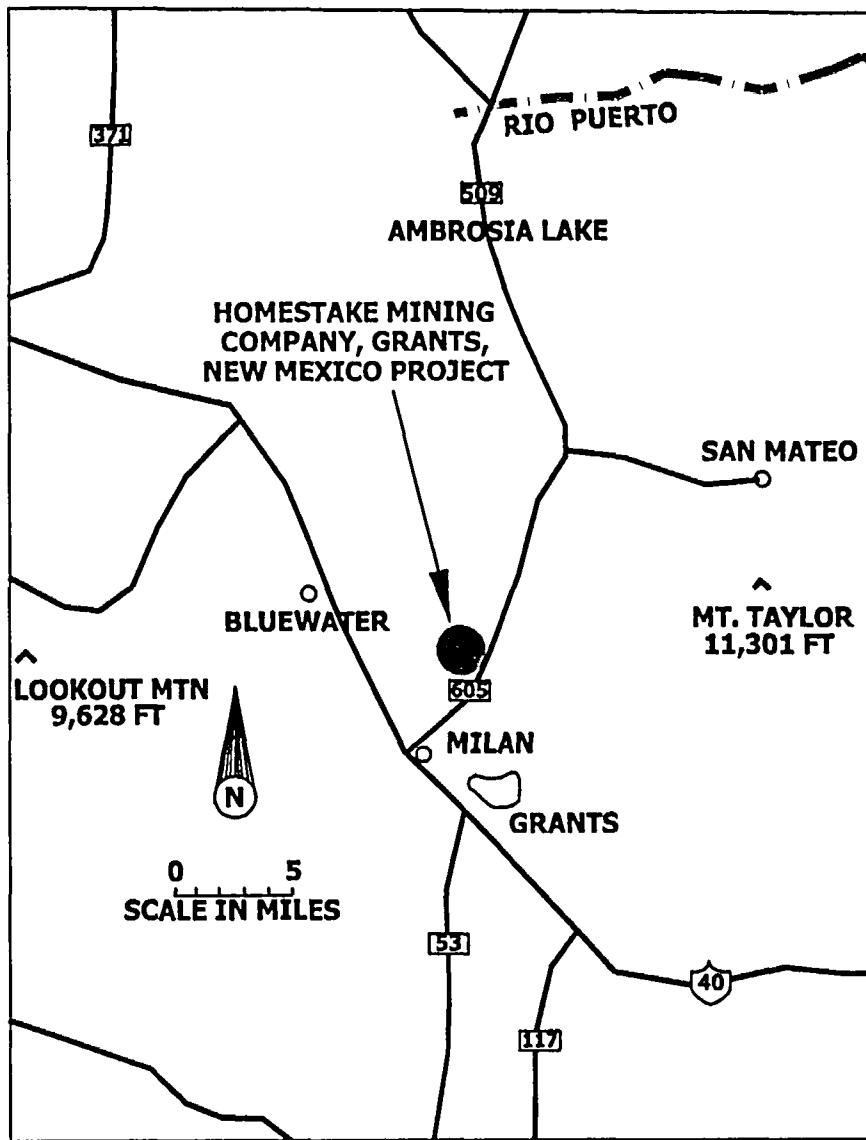 371
RIO PUERTO
509
AMBROSIA LAKE
HOMESTAKE MINING
COMPANY, GRANTS,
NEW MEXICO PROJECT
SAN MATEO
BLUEWATER
MT. TAYLOR
11,301 FT
LOOKOUT MTN
9,628 FT
605
MILAN
N
GRANTS
0 5
SCALE IN MILES
53
40
117